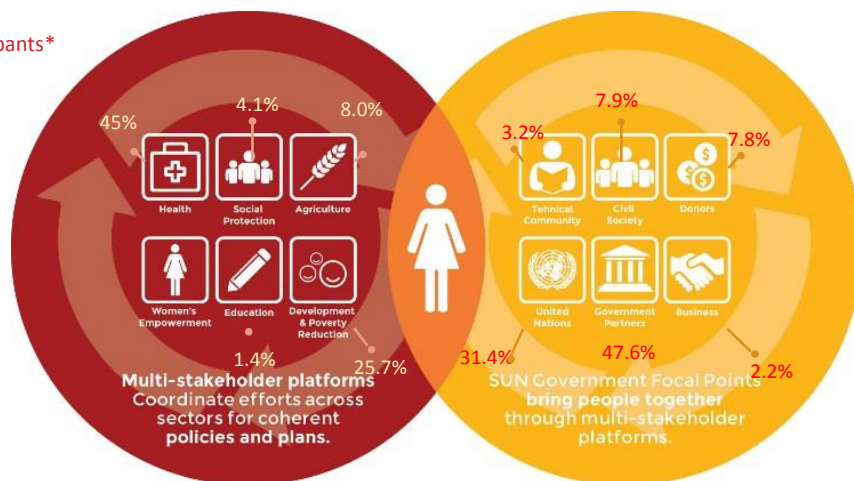 pants*
45%
4.1%
8.0%
Health
Social
Protection
Agriculture
Women's
Empowerment
Education
Development
& Poverty
Reduction
1.4%
25.7%
Multi-stakeholder platforms
Coordinate efforts across
sectors for coherent
policies and plans.
3.2%
7.9%
7.8%
Tehnical
Community
Civil
Society
Donors
United
Nations
Government
Partners
Business
31.4%
47.6%
2.2%
SUN Government Focal Points
bring people together
through multi-stakeholder
platforms.